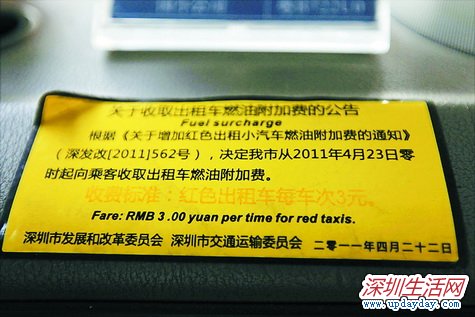 关于收取出租车燃油附加费的公告
Fuel surcharge
根据《关于增加红色出租小汽车燃油附加费的通知》
(深发改[2011]562号)，决定我市从2011年4月23日零
时起向乘客收取出租车燃油附加费。
收费标准：红色出租车每车次3元。
Fare: RMB 3 .00 yuan per time for red taxis.
深圳市发展和改革委员会 深圳市交通运输委员会 二零一一年四月二十二日
深圳生活网
www.updayday.com